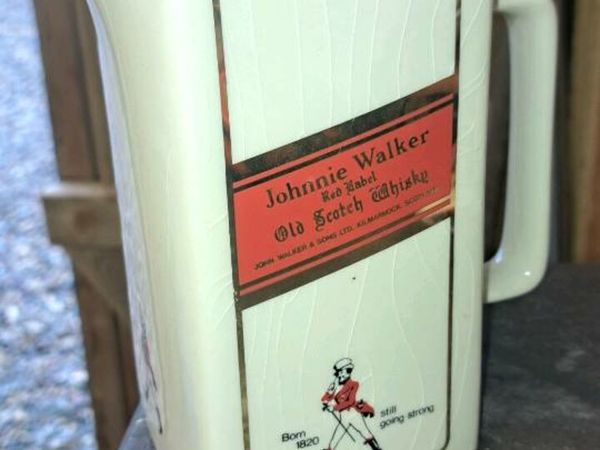 Johnnie Walker
Red Label
Old Scotch Whisky
JOHN WALKER & SONS LTD. KILMARNOCK, SCOTLAND
Born 1820
still going strong